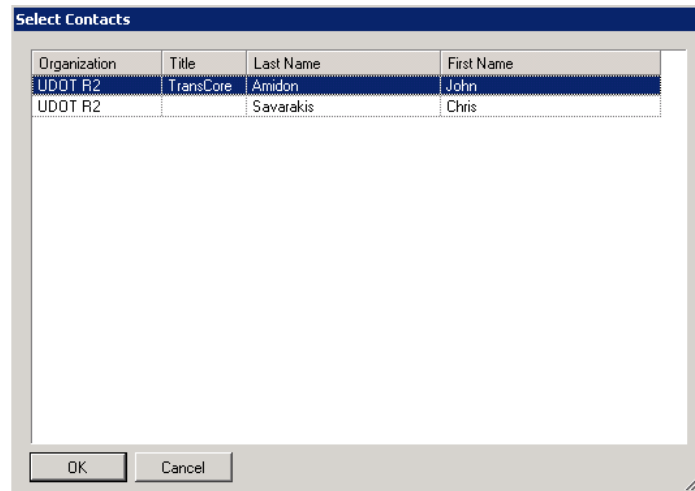 Select Contacts
Organization Title Last Name First Name
UDOT R2 TransCore Amidon John
UDOT R2 Savarakis Chris
OK Cancel